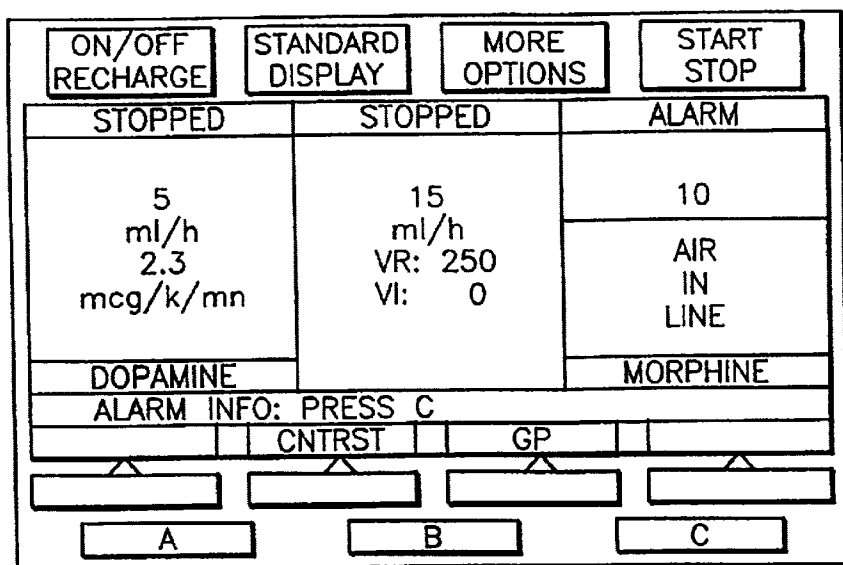 ON/OFF RECHARGE
STANDARD DISPLAY
MORE OPTIONS
START STOP
STOPPED
STOPPED
ALARM
5
ml/h
2.3
mcg/k/mn
DOPAMINE
15
ml/h
VR: 250
VI: 0
10
AIR
IN
LINE
MORPHINE
ALARM INFO: PRESS C
CNTRST
GP
A
B
C